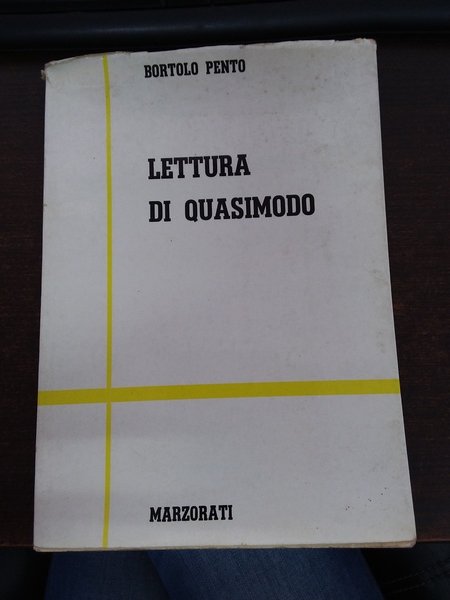 BORTOLO PENTO
LETTURA
DI QUASIMODO
MARZORATI